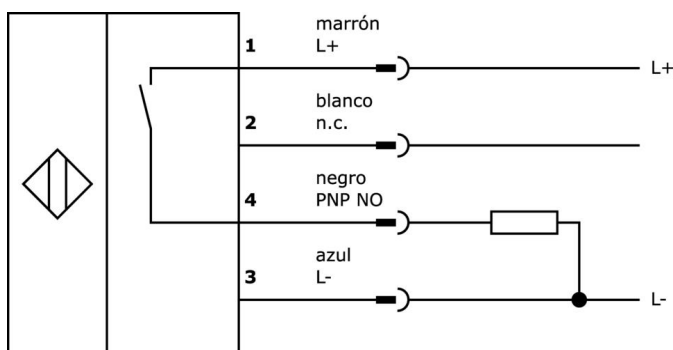 marrón
1 L+
L+
blanco
2 n.c.
negro
4 PNP NO
azul
3 L-
L-